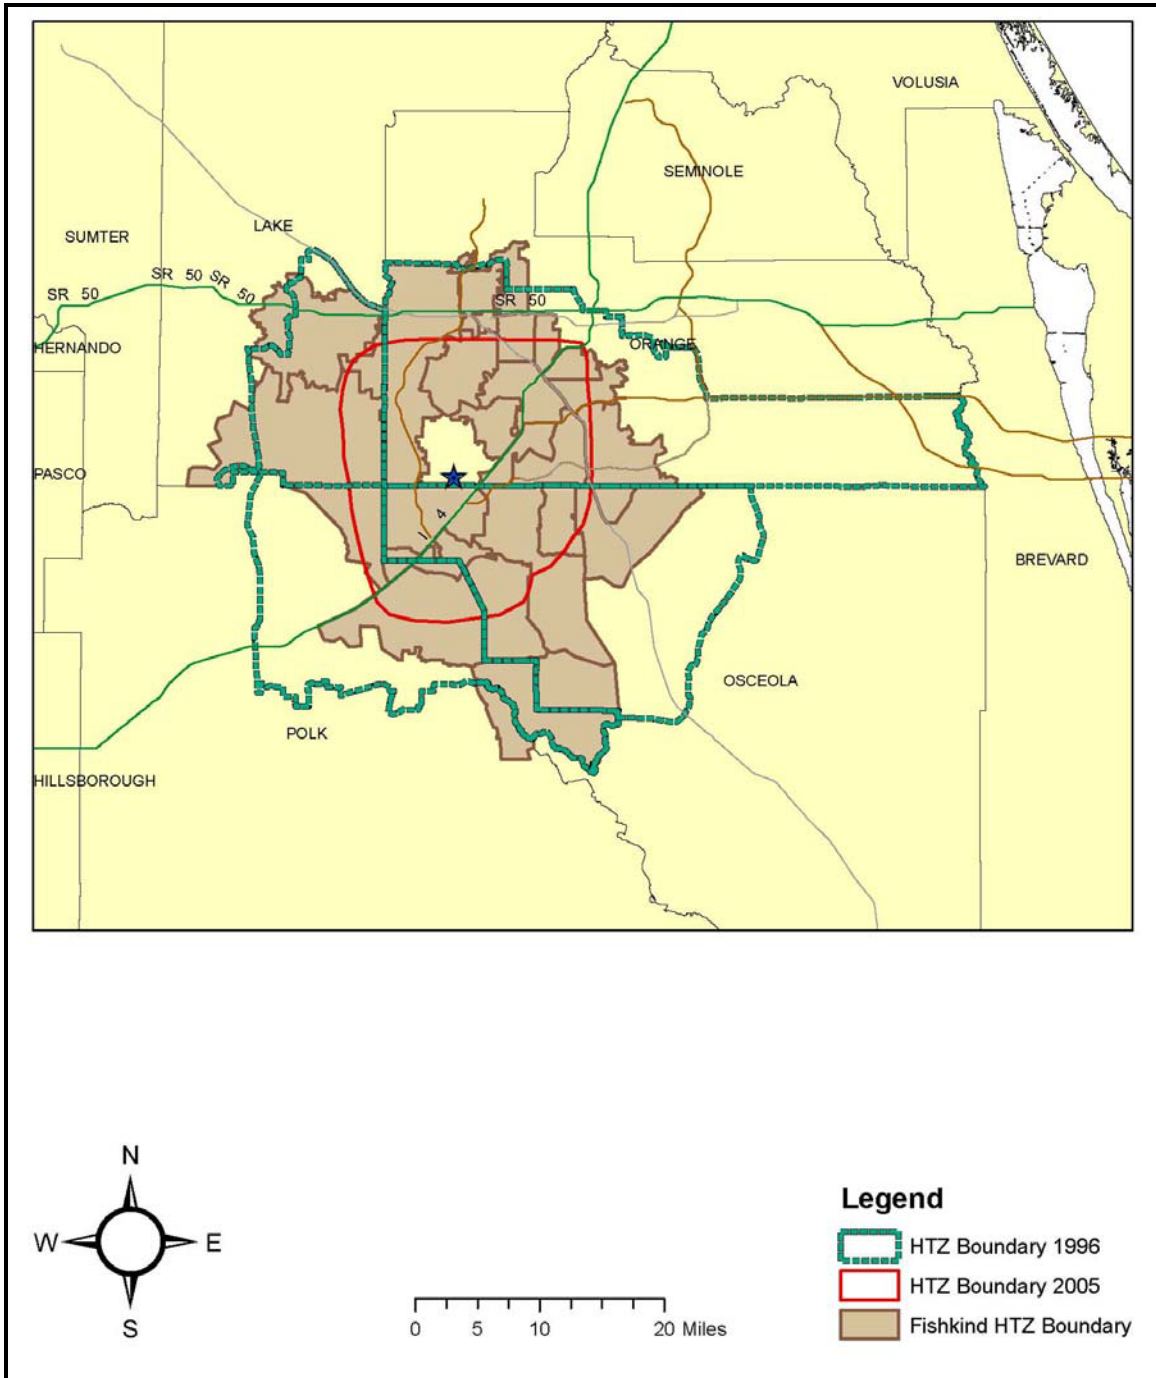 VOLUSIA
SEMINOLE
LAKE
SUMTER
SR 50 SR 50
SR 50
SR 50
HERNANDO
ORANGE
PASCO
I 4
BREVARD
OSCEOLA
POLK
HILLSBOROUGH
N
W E
S
0 5 10 20 Miles
Legend
HTZ Boundary 1996
HTZ Boundary 2005
Fishkind HTZ Boundary